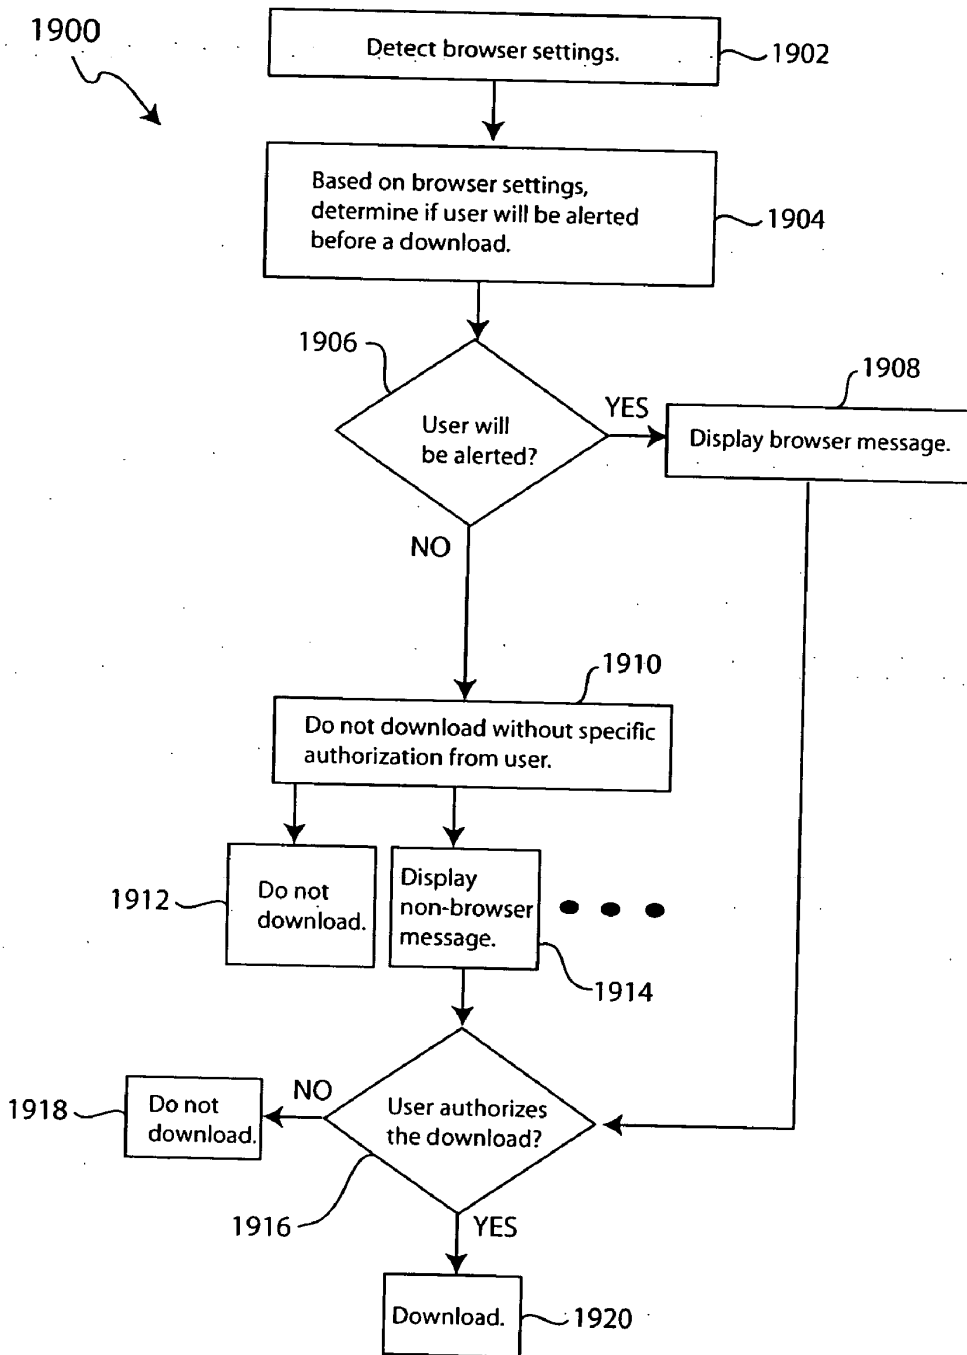 1900
Detect browser settings.
1902
Based on browser settings,
determine if user will be alerted
before a download.
1904
1906
User will
be alerted?
YES
1908
Display browser message.
NO
1910
Do not download without specific
authorization from user.
1912
Do not
download.
Display
non-browser
message.
1914
1918
Do not
download.
NO
User authorizes
the download?
1916
YES
Download.
1920